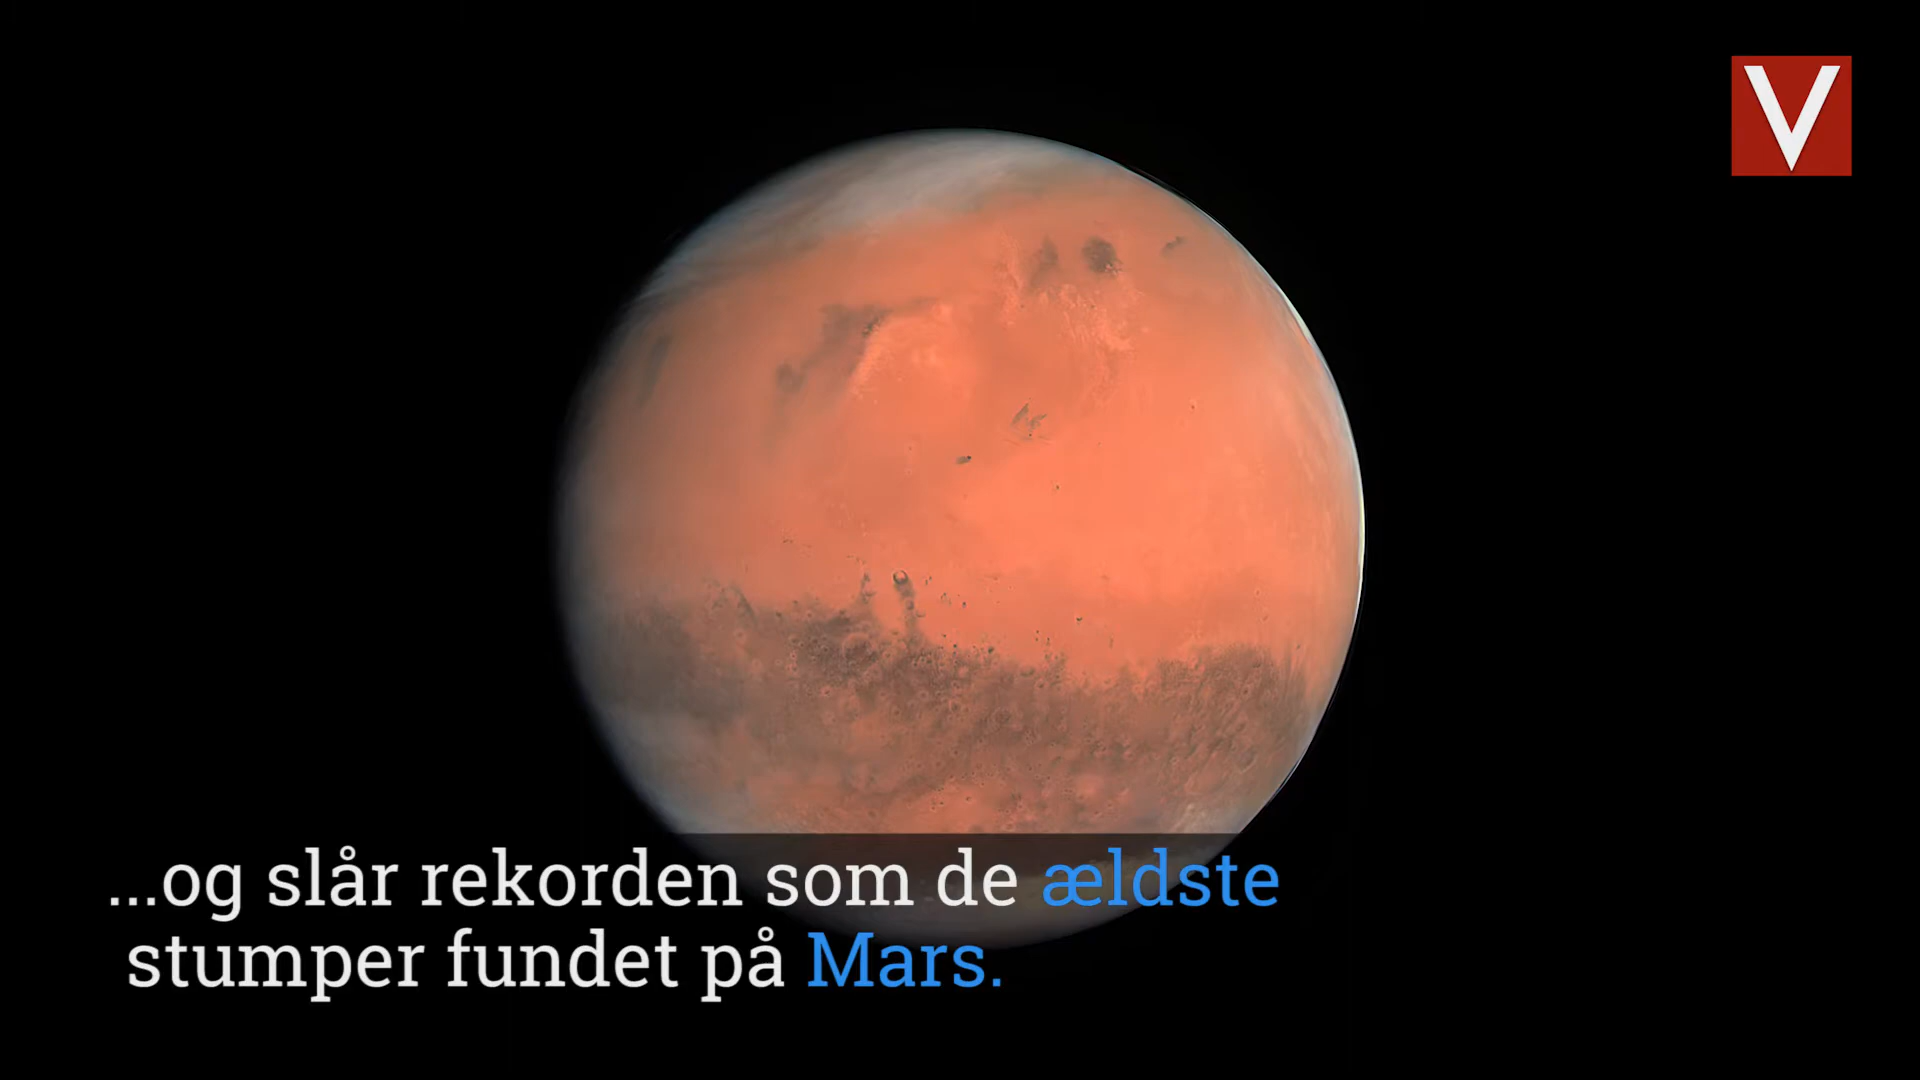 V
...og slår rekorden som de ældste
stumper fundet på Mars.